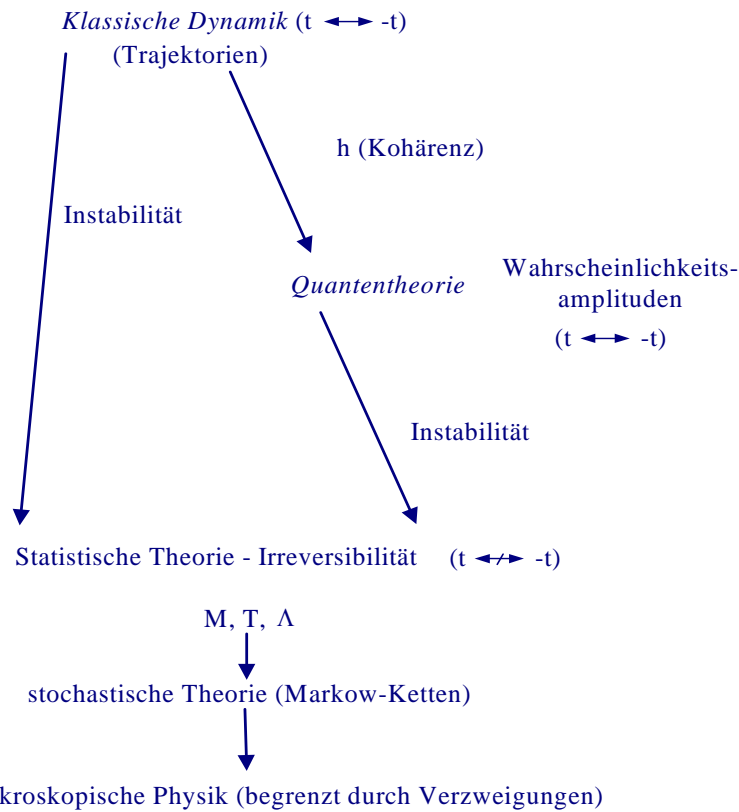 Klassische Dynamik (t ◄─► -t)
(Trajektorien)
h (Kohärenz)
Instabilität
Quantentheorie
Wahrscheinlichkeits-
amplituden
(t ◄─► -t)
Instabilität
Statistische Theorie - Irreversibilität (t ◄-/-► -t)
M, T, Λ
stochastische Theorie (Markow-Ketten)
kroskopische Physik (begrenzt durch Verzweigungen)